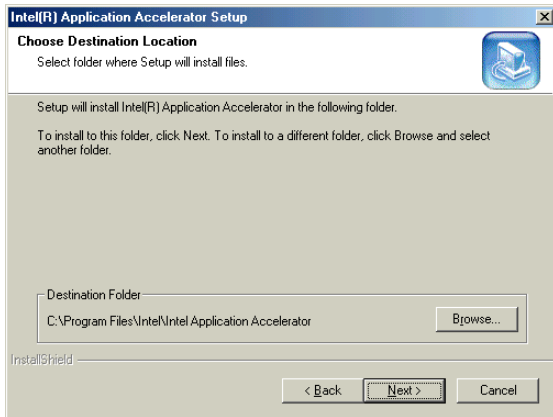 Intel(R) Application Accelerator Setup
Choose Destination Location
Select folder where Setup will install files.
Setup will install Intel(R) Application Accelerator in the following folder.
To install to this folder, click Next. To install to a different folder, click Browse and select
another folder.
Destination Folder
C:\Program Files\Intel\Intel Application Accelerator
Browse...
InstallShield
< Back
Next >
Cancel